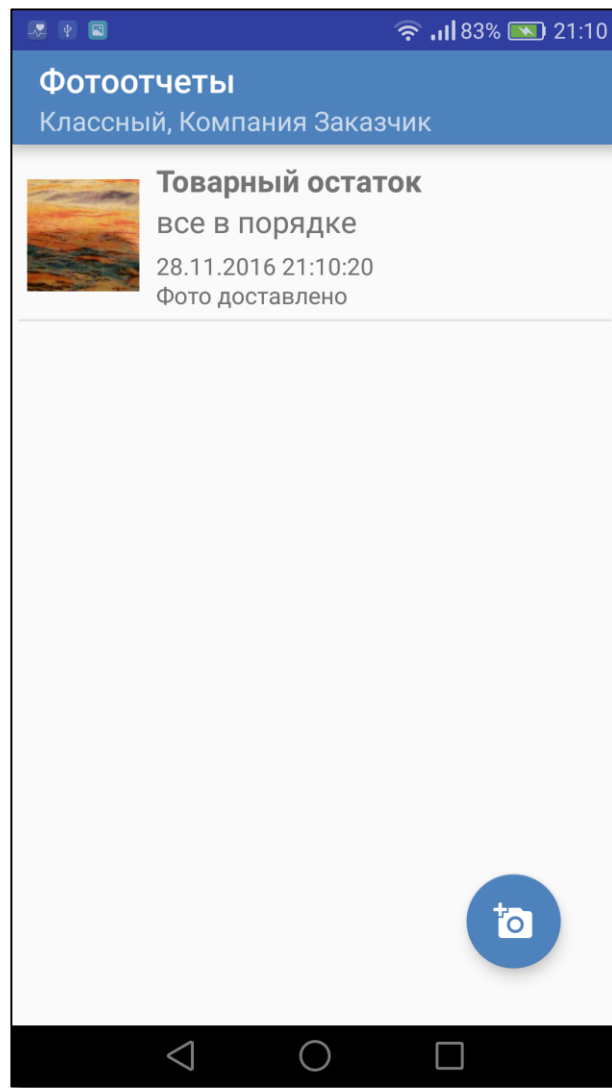 83% 21:10
Фотоотчеты
Классный, Компания Заказчик
Товарный остаток
все в порядке
28.11.2016 21:10:20
Фото доставлено